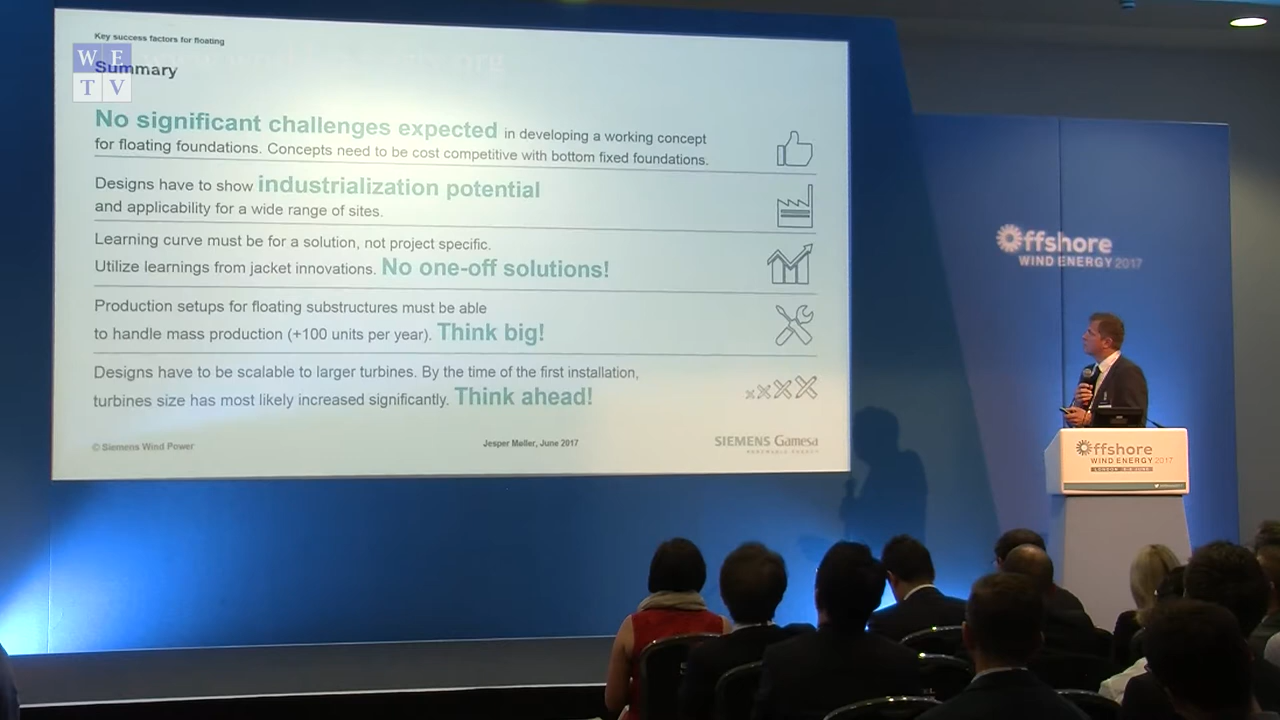 Key success factors for floating
Summary
W E
T V
No significant challenges expected in developing a working concept
for floating foundations. Concepts need to be cost competitive with bottom fixed foundations.
Designs have to show industrialization potential
and applicability for a wide range of sites.
Learning curve must be for a solution, not project specific.
Utilize learnings from jacket innovations. No one-off solutions!
Production setups for floating substructures must be able
to handle mass production (+100 units per year). Think big!
Designs have to be scalable to larger turbines. By the time of the first installation,
turbines size has most likely increased significantly. Think ahead!
© Siemens Wind Power
Jesper Møller, June 2017
SIEMENS Gamesa
RENEWABLE ENERGY
Offshore
WIND ENERGY 2017
Offshore
WIND ENERGY 2017